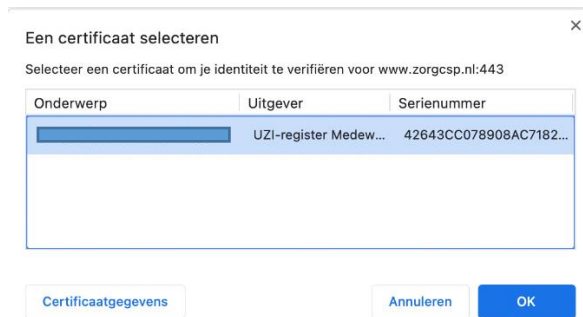 Een certificaat selecteren
Selecteer een certificaat om je identiteit te verifiëren voor www.zorgcsp.nl:443
Onderwerp Uitgever Serienummer
UZI-register Medew... 42643CC078908AC7182...
Certificaatgegevens Annuleren OK